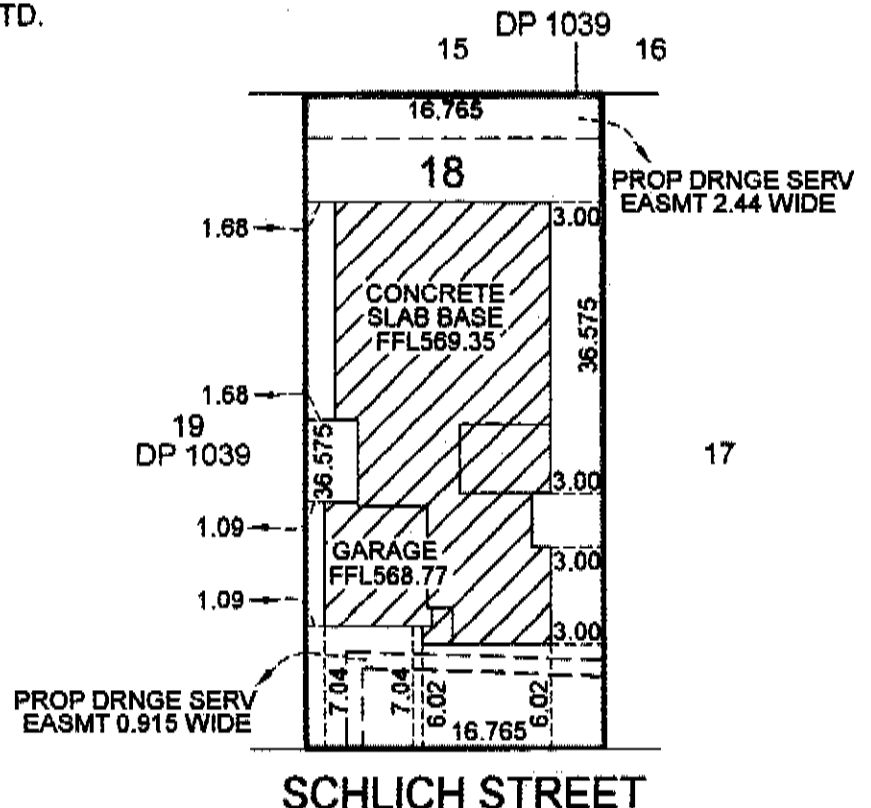 TD.
DP 1039
15
16
16.765
18
PROP DRNGE SERV
EASMT 2.44 WIDE
1.68
3.00
CONCRETE
SLAB BASE
FFL569.35
36.575
1.68
19
DP 1039
36.575
17
3.00
1.09
GARAGE
FFL568.77
3.00
1.09
3.00
PROP DRNGE SERV
EASMT 0.915 WIDE
7.04
7.04
6.02
6.02
16.765
SCHLICH STREET